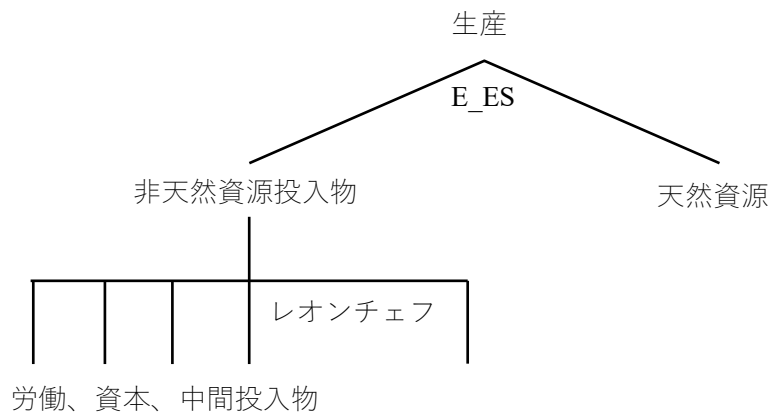 生産
E_ES
非天然資源投入物
天然資源
レオンチェフ
労働、資本、中間投入物